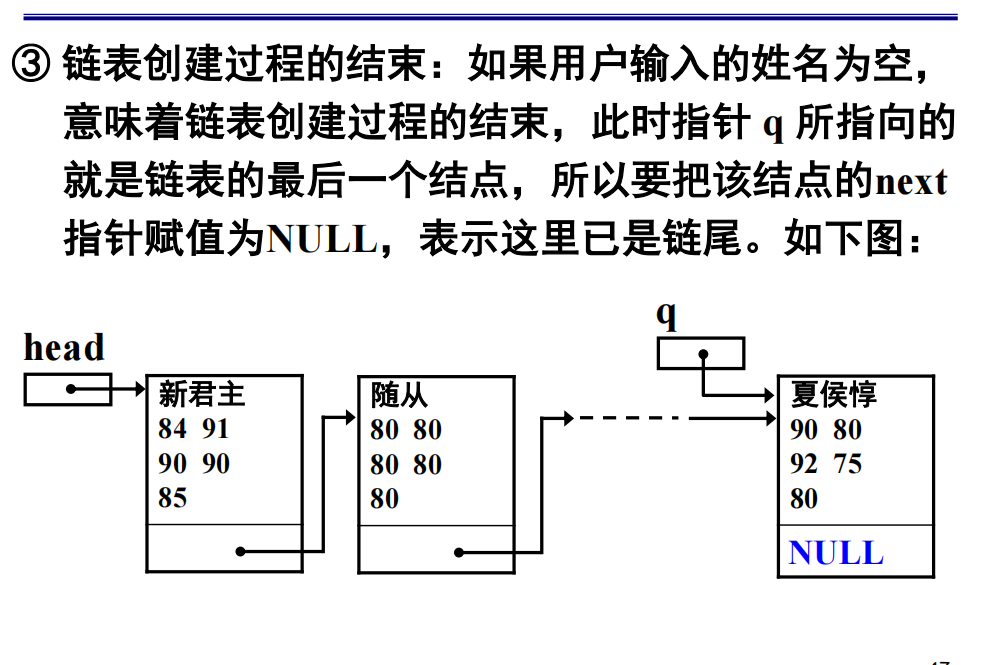 ③ 链表创建过程的结束：如果用户输入的姓名为空，
意味着链表创建过程的结束，此时指针 q 所指向的
就是链表的最后一个结点，所以要把该结点的next
指针赋值为NULL，表示这里已是链尾。如下图：
q
head
新君主
84 91
90 90
85
随从
80 80
80 80
80
夏侯惇
90 80
92 75
80
NULL